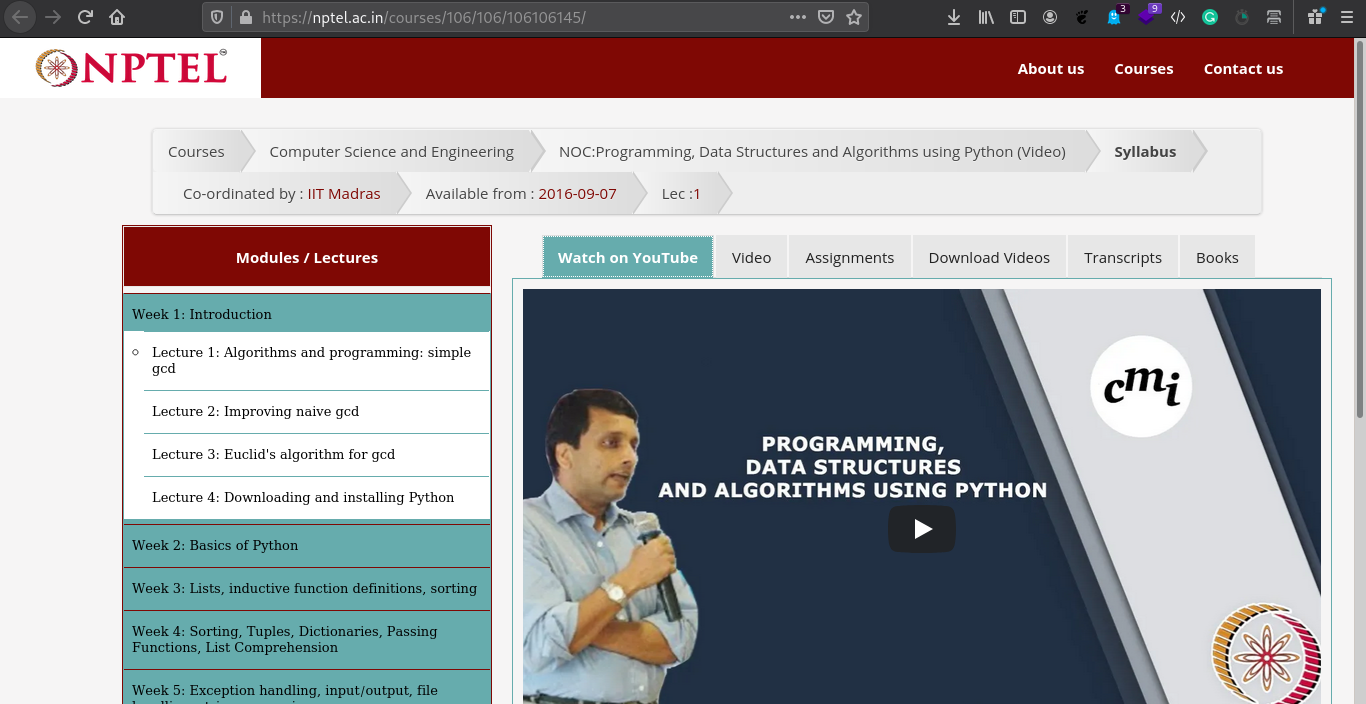 https://nptel.ac.in/courses/106/106/106106145/
3
9
NPTEL™
About us
Courses
Contact us
Courses
Computer Science and Engineering
NOC:Programming, Data Structures and Algorithms using Python (Video)
Syllabus
Co-ordinated by : IIT Madras
Available from : 2016-09-07
Lec :1
Modules / Lectures
Week 1: Introduction
Lecture 1: Algorithms and programming: simple
gcd
Lecture 2: Improving naive gcd
Lecture 3: Euclid's algorithm for gcd
Lecture 4: Downloading and installing Python
Week 2: Basics of Python
Week 3: Lists, inductive function definitions, sorting
Week 4: Sorting, Tuples, Dictionaries, Passing
Functions, List Comprehension
Week 5: Exception handling, input/output, file
Watch on YouTube
Video
Assignments
Download Videos
Transcripts
Books
cmi
PROGRAMMING,
DATA STRUCTURES
AND ALGORITHMS USING PYTHON